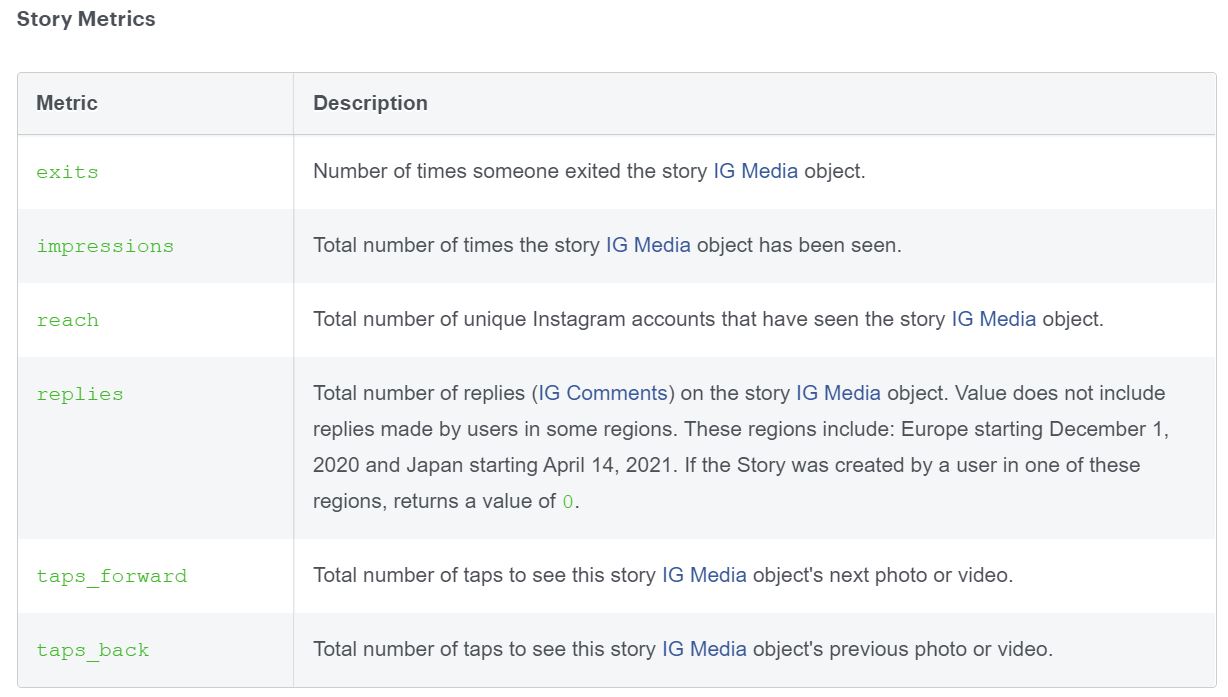 Story Metrics
Metric
Description
exits
Number of times someone exited the story IG Media object.
impressions
Total number of times the story IG Media object has been seen.
reach
Total number of unique Instagram accounts that have seen the story IG Media object.
replies
Total number of replies (IG Comments) on the story IG Media object. Value does not include
replies made by users in some regions. These regions include: Europe starting December 1,
2020 and Japan starting April 14, 2021. If the Story was created by a user in one of these
regions, returns a value of 0.
taps_forward
Total number of taps to see this story IG Media object's next photo or video.
taps_back
Total number of taps to see this story IG Media object's previous photo or video.